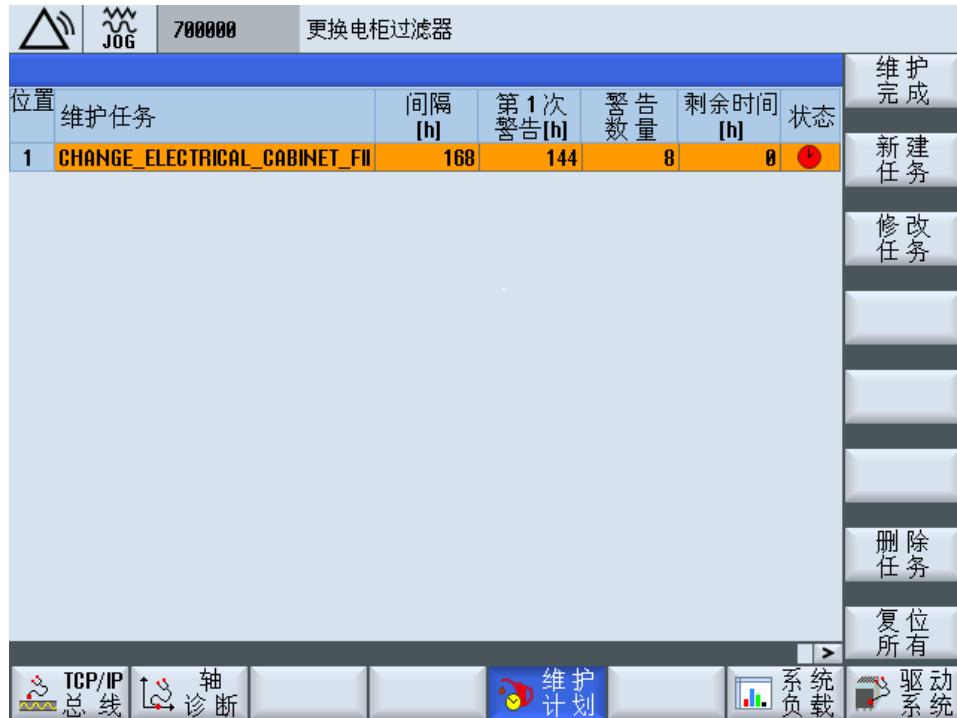 JOG
700000
更换电柜过滤器
位置 维护任务 间隔 [h] 第1次警告[h] 警告数量 剩余时间 [h] 状态
1 CHANGE_ELECTRICAL_CABINET_FII 168 144 8 0
维护完成
新建任务
修改任务
删除任务
复位所有
>
TCP/IP总线
轴诊断
维护计划
系统负载
驱动系统